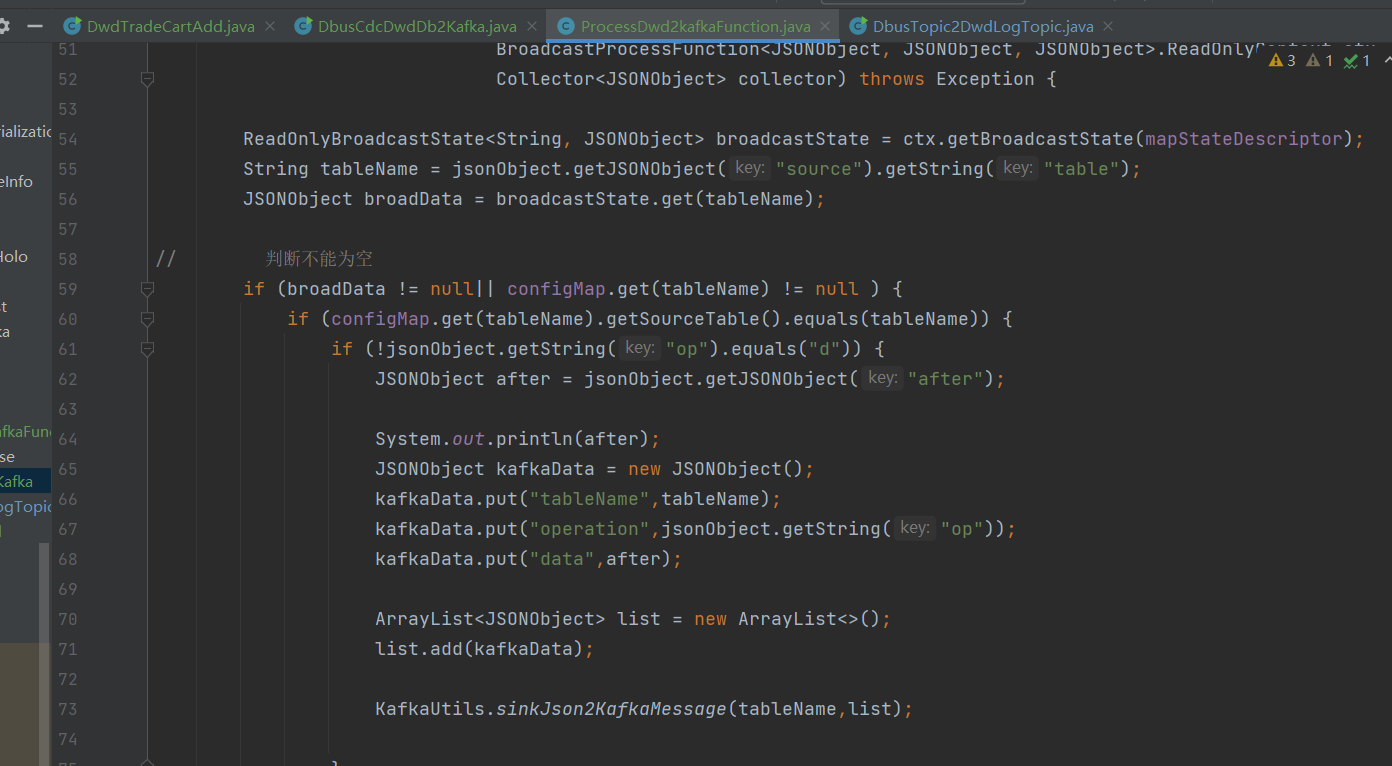 DwdTradeCartAdd.java DbusCdcDwdDb2Kafka.java ProcessDwd2kafkaFunction.java DbusTopic2DwdLogTopic.java
3 1 1
51 BroadcastProcessFunction<JSONObject, JSONObject, JSONObject>.ReadOnlyContext ctx,
52 Collector<JSONObject> collector) throws Exception {
53
54 ReadOnlyBroadcastState<String, JSONObject> broadcastState = ctx.getBroadcastState(mapStateDescriptor);
55 String tableName = jsonObject.getJSONObject( key: "source").getString( key: "table");
56 JSONObject broadData = broadcastState.get(tableName);
57
58 // 判断不能为空
59 if (broadData != null|| configMap.get(tableName) != null ) {
60 if (configMap.get(tableName).getSourceTable().equals(tableName)) {
61 if (!jsonObject.getString( key: "op").equals("d")) {
62 JSONObject after = jsonObject.getJSONObject( key: "after");
63
64 System.out.println(after);
65 JSONObject kafkaData = new JSONObject();
66 kafkaData.put("tableName",tableName);
67 kafkaData.put("operation",jsonObject.getString( key: "op"));
68 kafkaData.put("data",after);
69
70 ArrayList<JSONObject> list = new ArrayList<>();
71 list.add(kafkaData);
72
73 KafkaUtils.sinkJson2KafkaMessage(tableName,list);
74
75 }
ializatio
eInfo
Holo
st
ka
afkaFun
se
Kafka
ogTopic